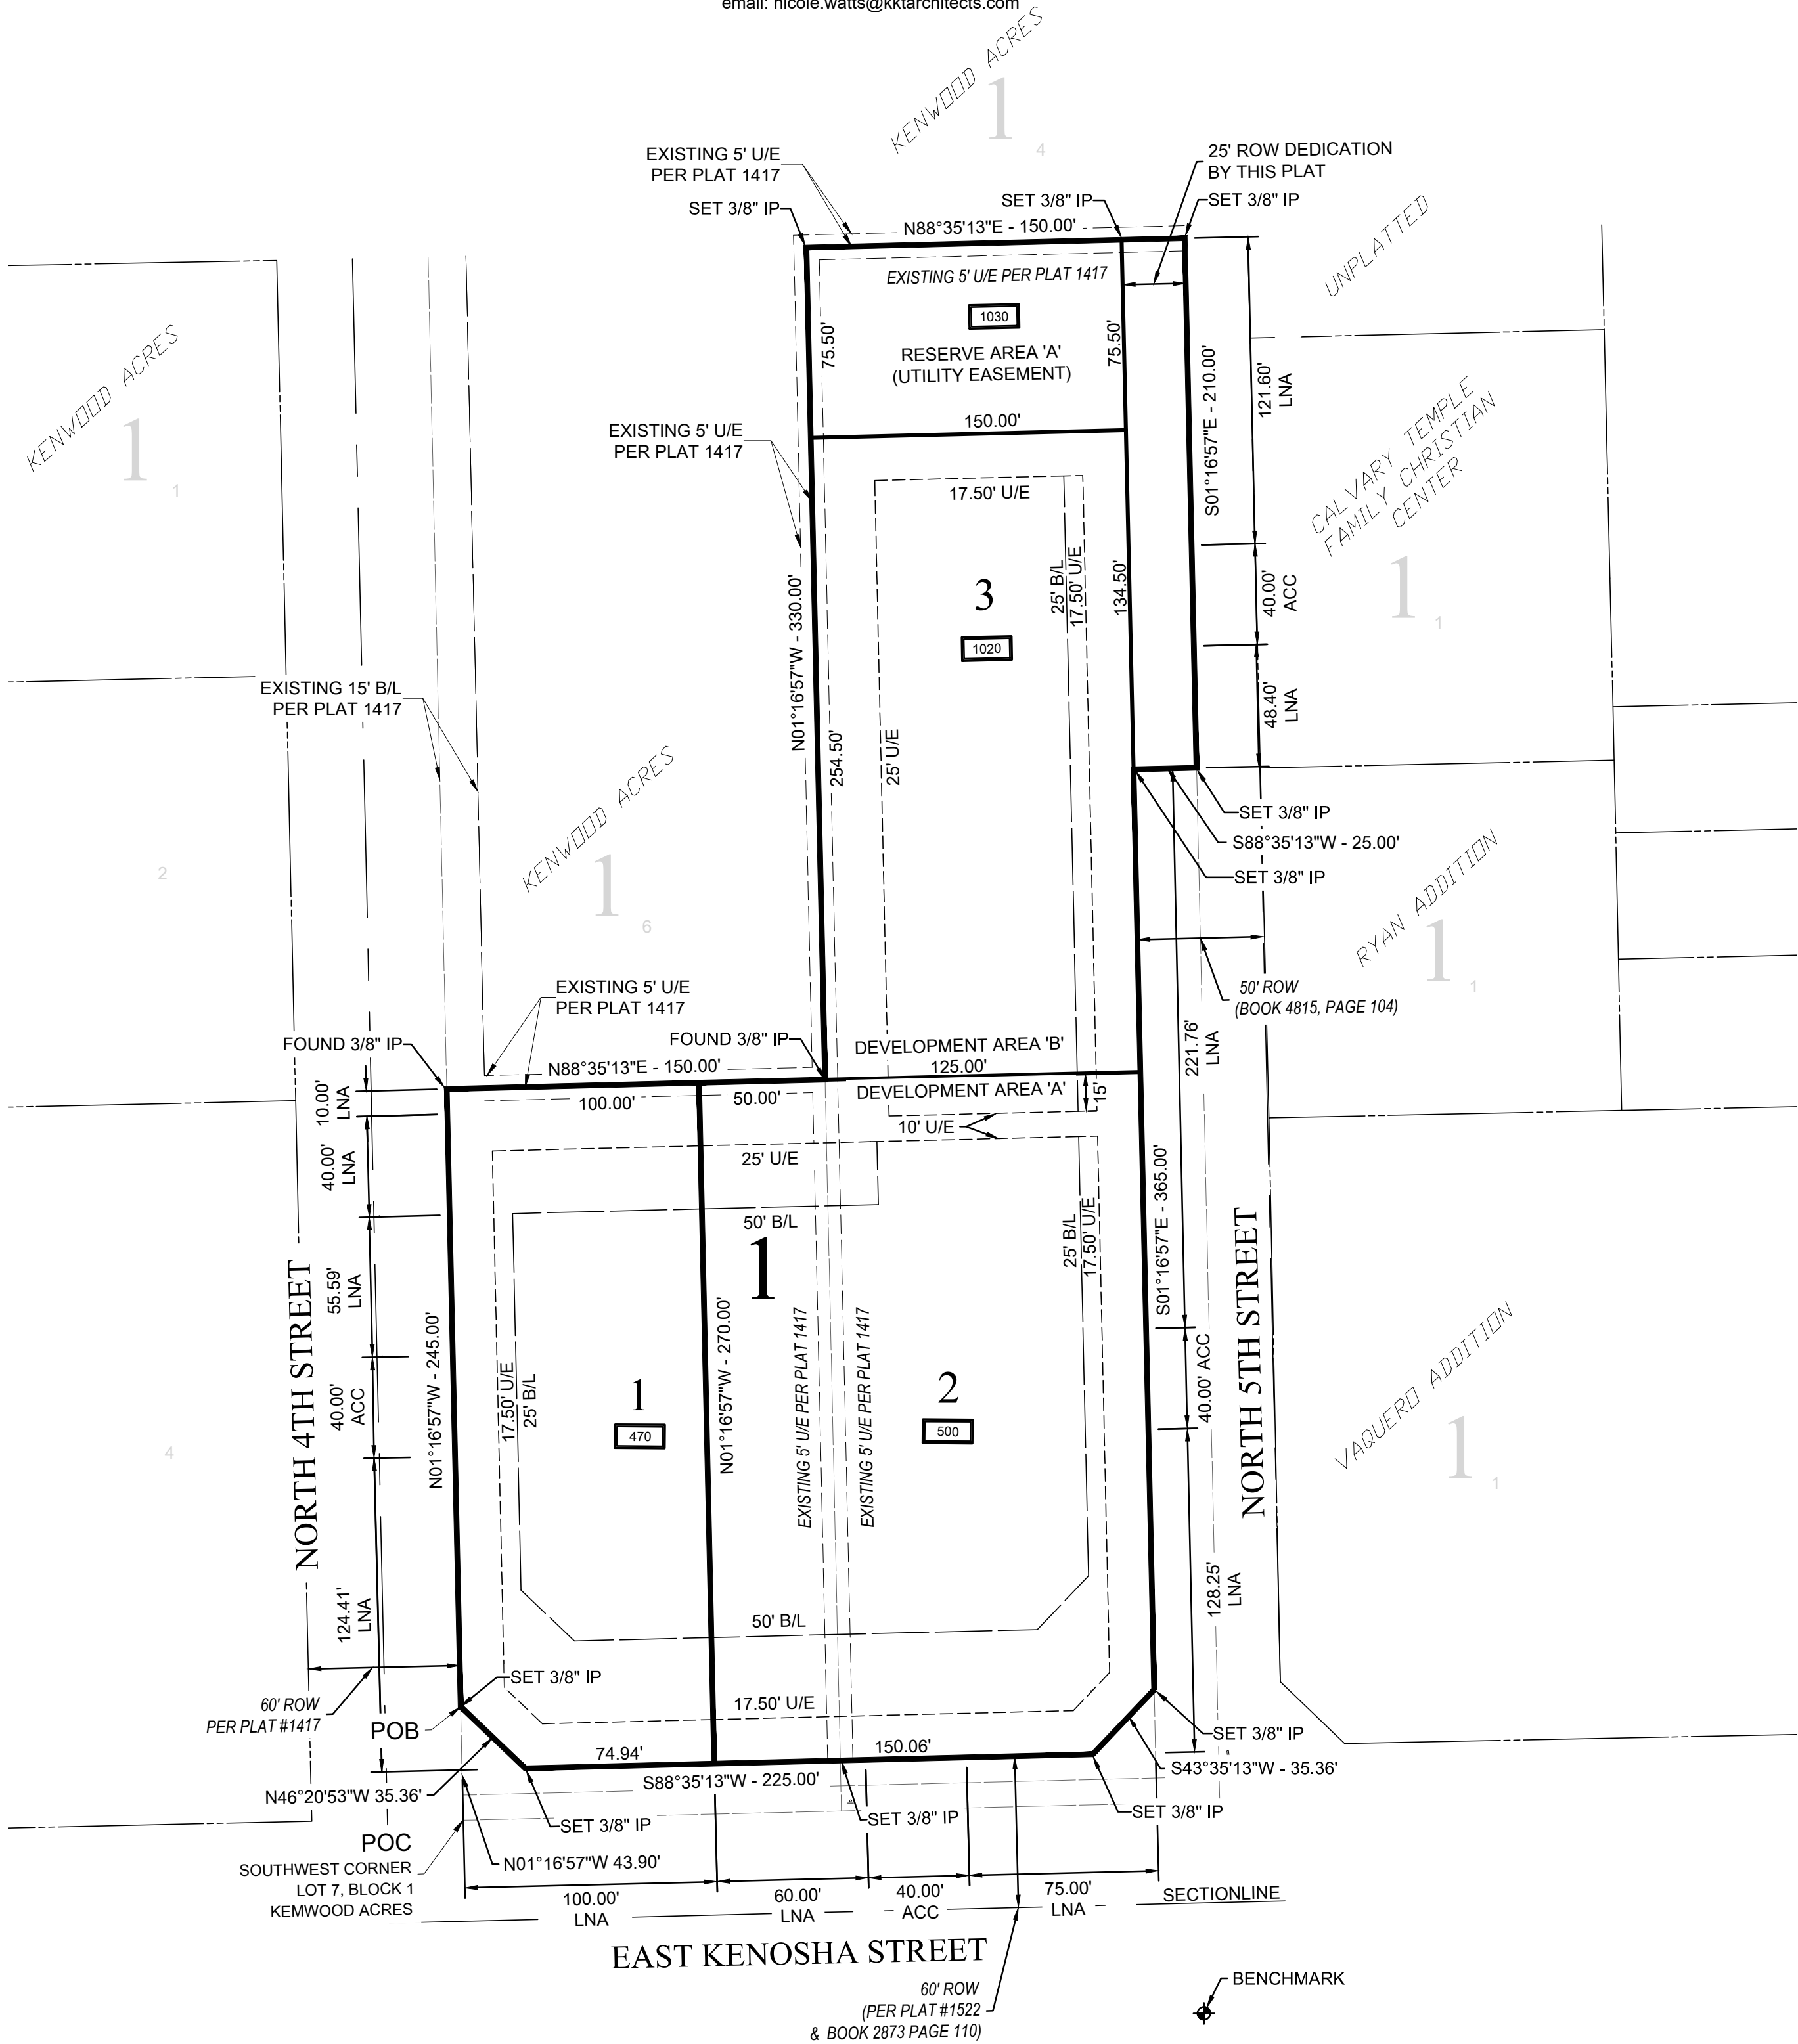 email: nicole.watts@kktarchitects.com
KENWOOD ACRES
1
4
EXISTING 5' U/E
PER PLAT 1417
25' ROW DEDICATION
BY THIS PLAT
SET 3/8" IP
SET 3/8" IP
SET 3/8" IP
N88°35'13"E - 150.00'
UNPLATTED
EXISTING 5' U/E PER PLAT 1417
1030
RESERVE AREA 'A'
(UTILITY EASEMENT)
75.50'
75.50'
S01°16'57"E - 210.00'
121.60'
LNA
KENWOOD ACRES
1
1
CALVARY TEMPLE
FAMILY CHRISTIAN
CENTER
1
1
150.00'
EXISTING 5' U/E
PER PLAT 1417
17.50' U/E
25' B/L
17.50' U/E
134.50'
40.00'
ACC
3
1020
N01°16'57"W - 330.00'
254.50'
25' U/E
48.40'
LNA
EXISTING 15' B/L
PER PLAT 1417
KENWOOD ACRES
1
6
2
SET 3/8" IP
S88°35'13"W - 25.00'
SET 3/8" IP
RYAN ADDITION
1
1
50' ROW
(BOOK 4815, PAGE 104)
EXISTING 5' U/E
PER PLAT 1417
FOUND 3/8" IP
FOUND 3/8" IP
DEVELOPMENT AREA 'B'
125.00'
DEVELOPMENT AREA 'A'
221.76'
LNA
N88°35'13"E - 150.00'
100.00'
50.00'
15'
10' U/E
10.00'
LNA
40.00'
LNA
25' U/E
50' B/L
1
25' B/L
17.50' U/E
S01°16'57"E - 365.00'
55.59'
LNA
NORTH 4TH STREET
N01°16'57"W - 245.00'
40.00'
ACC
17.50' U/E
25' B/L
1
470
N01°16'57"W - 270.00'
EXISTING 5' U/E PER PLAT 1417
EXISTING 5' U/E PER PLAT 1417
2
500
40.00' ACC
NORTH 5TH STREET
VAQUERO ADDITION
1
1
4
124.41'
LNA
128.25'
LNA
50' B/L
SET 3/8" IP
60' ROW
PER PLAT #1417
POB
17.50' U/E
SET 3/8" IP
74.94'
150.06'
S43°35'13"W - 35.36'
N46°20'53"W 35.36'
S88°35'13"W - 225.00'
SET 3/8" IP
SET 3/8" IP
SET 3/8" IP
POC
SOUTHWEST CORNER
LOT 7, BLOCK 1
KEMWOOD ACRES
N01°16'57"W 43.90'
100.00'
LNA
60.00'
LNA
40.00'
ACC
75.00'
LNA
SECTIONLINE
EAST KENOSHA STREET
60' ROW
(PER PLAT #1522
& BOOK 2873 PAGE 110)
BENCHMARK